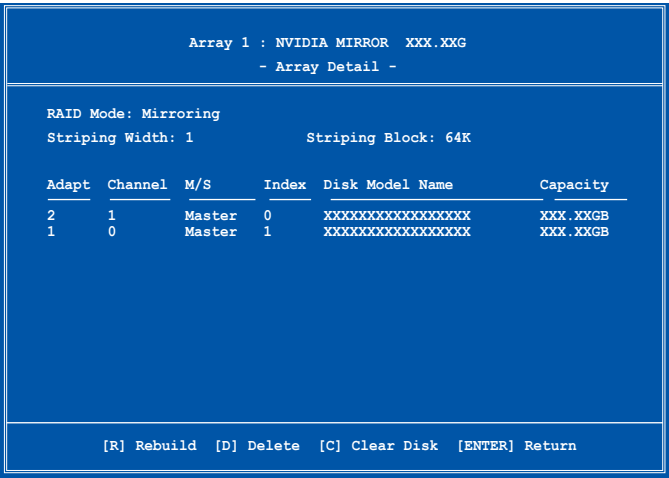 Array 1 : NVIDIA MIRROR  XXX.XXG
- Array Detail -
RAID Mode: Mirroring
Striping Width: 1    Striping Block: 64K
Adapt  Channel  M/S  Index  Disk Model Name  Capacity
2  1  Master  0  XXXXXXXXXXXXXXXXX  XXX.XXGB
1  0  Master  1  XXXXXXXXXXXXXXXXX  XXX.XXGB
[R] Rebuild  [D] Delete  [C] Clear Disk  [ENTER] Return